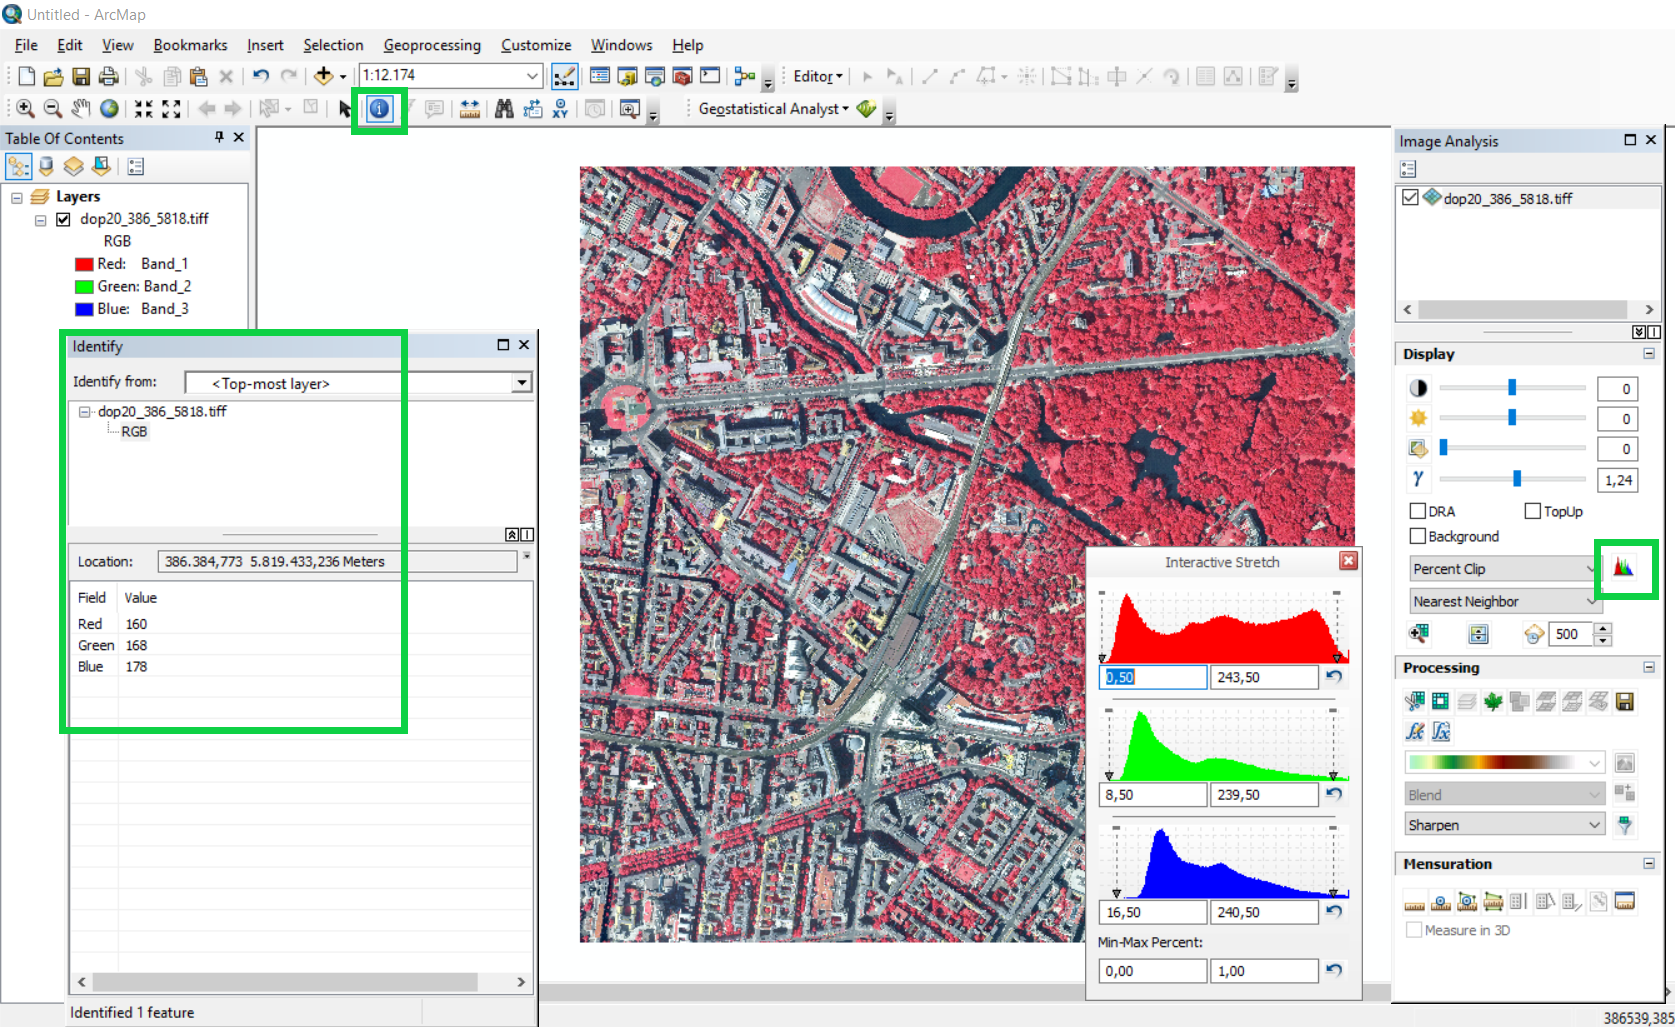 Untitled - ArcMap
File Edit View Bookmarks Insert Selection Geoprocessing Customize Windows Help
1:12.174 Editor
XY Geostatistical Analyst
Table Of Contents
Layers
dop20_386_5818.tiff
RGB
Red: Band_1
Green: Band_2
Blue: Band_3
Identify
Identify from: <Top-most layer>
dop20_386_5818.tiff
RGB
Location: 386.384,773 5.819.433,236 Meters
Field Value
Red 160
Green 168
Blue 178
Identified 1 feature
Interactive Stretch
0,50 243,50
8,50 239,50
16,50 240,50
Min-Max Percent:
0,00 1,00
Image Analysis
dop20_386_5818.tiff
Display
0
0
0
γ 1,24
DRA TopUp
Background
Percent Clip
Nearest Neighbor
500
Processing
fx
Blend
Sharpen
Mensuration
Measure in 3D
386539,385